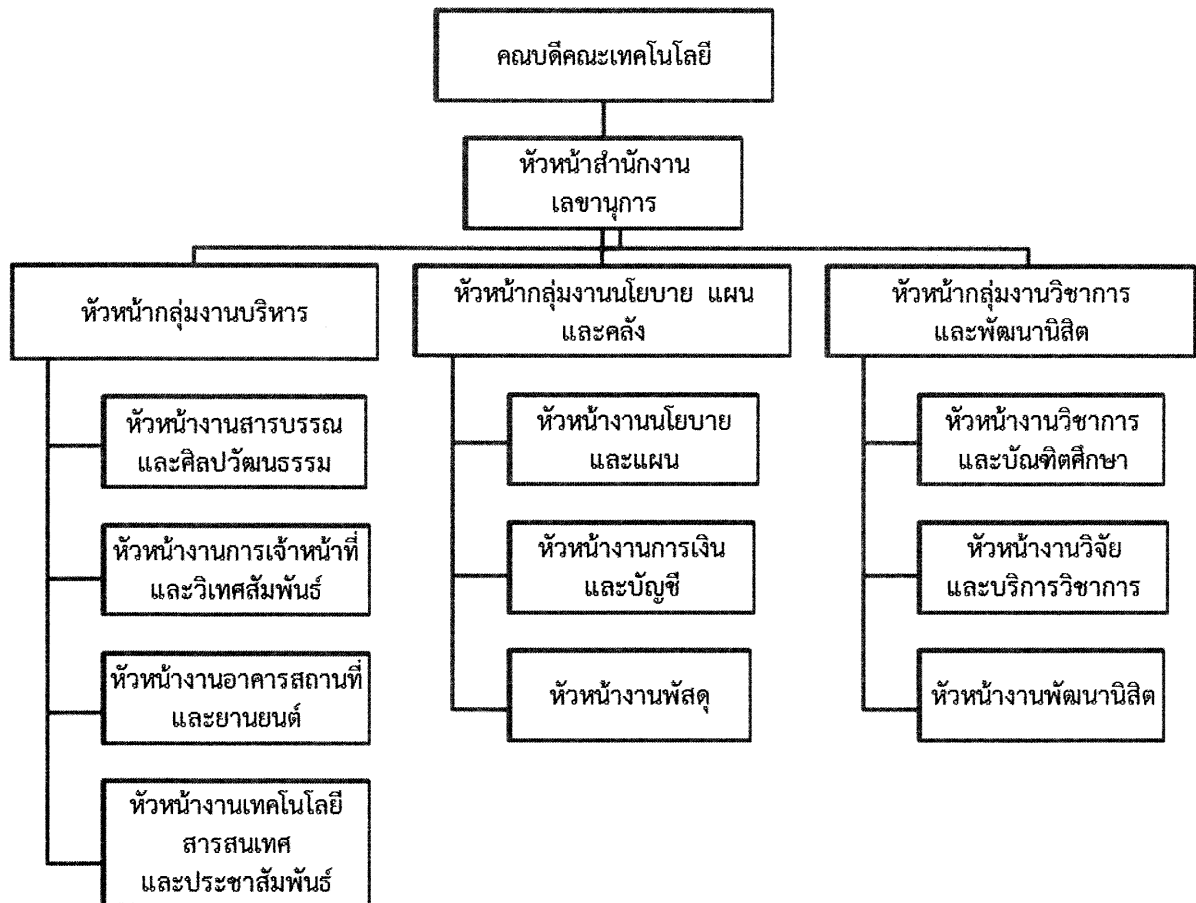 คณบดีคณะเทคโนโลยี
หัวหน้าสำนักงาน
เลขานุการ
หัวหน้ากลุ่มงานบริหาร
หัวหน้างานสารบรรณ
และศิลปวัฒนธรรม
หัวหน้างานการเจ้าหน้าที่
และวิเทศสัมพันธ์
หัวหน้างานอาคารสถานที่
และยานยนต์
หัวหน้างานเทคโนโลยี
สารสนเทศ
และประชาสัมพันธ์
หัวหน้ากลุ่มงานนโยบาย แผน
และคลัง
หัวหน้างานนโยบาย
และแผน
หัวหน้างานการเงิน
และบัญชี
หัวหน้างานพัสดุ
หัวหน้ากลุ่มงานวิชาการ
และพัฒนานิสิต
หัวหน้างานวิชาการ
และบัณฑิตศึกษา
หัวหน้างานวิจัย
และบริการวิชาการ
หัวหน้างานพัฒนานิสิต